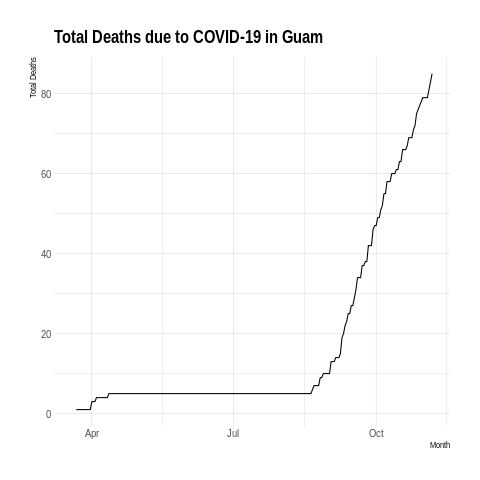 Total Deaths due to COVID-19 in Guam
Total Deaths
80
60
40
20
0
Apr
Jul
Oct
Month